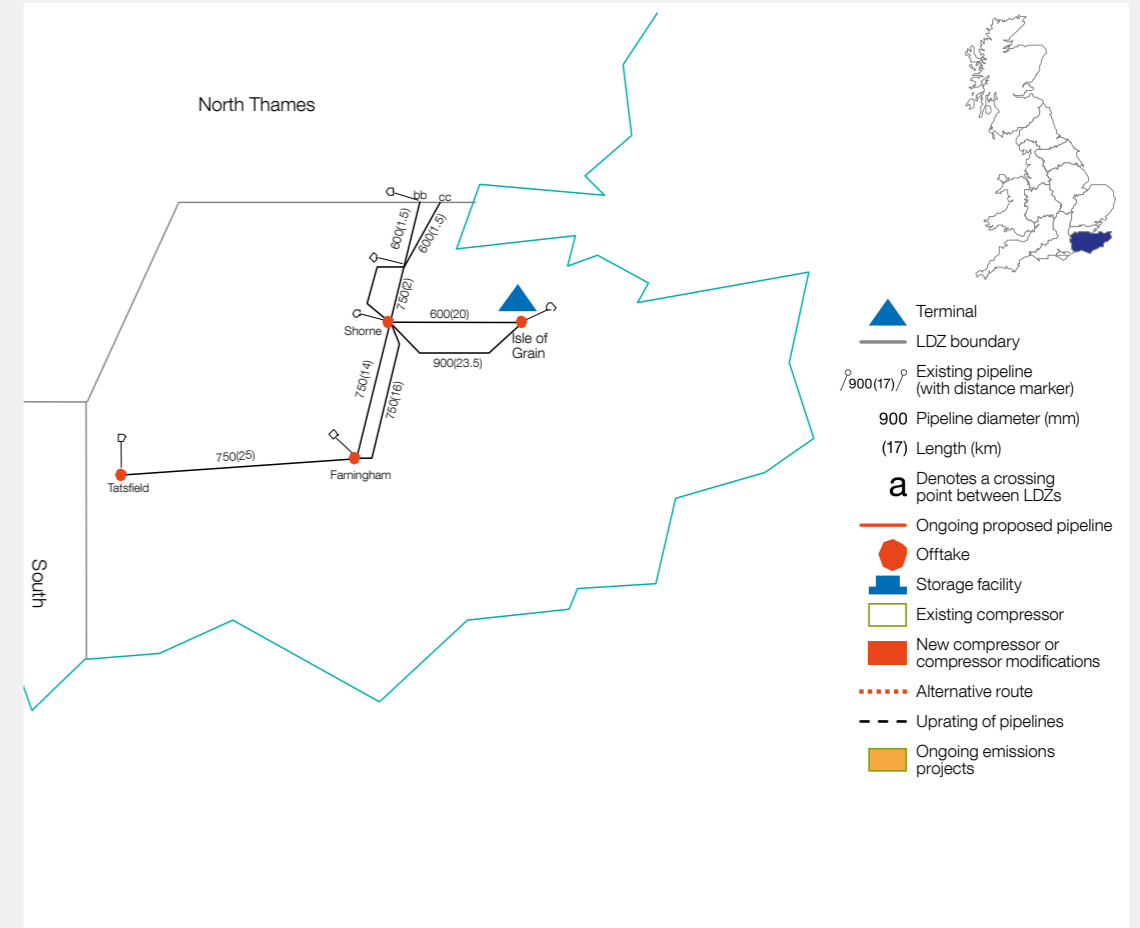 North Thames
bb
cc
600(1.5)
600(1.5)
750(2)
Shorne
600(20)
Isle of
Grain
900(23.5)
750(14)
750(16)
750(25)
Tatsfield
Farningham
South
Terminal
LDZ boundary
900(17)
Existing pipeline
(with distance marker)
900
Pipeline diameter (mm)
(17)
Length (km)
a
Denotes a crossing
point between LDZs
Ongoing proposed pipeline
Offtake
Storage facility
Existing compressor
New compressor or
compressor modifications
Alternative route
Uprating of pipelines
Ongoing emissions
projects